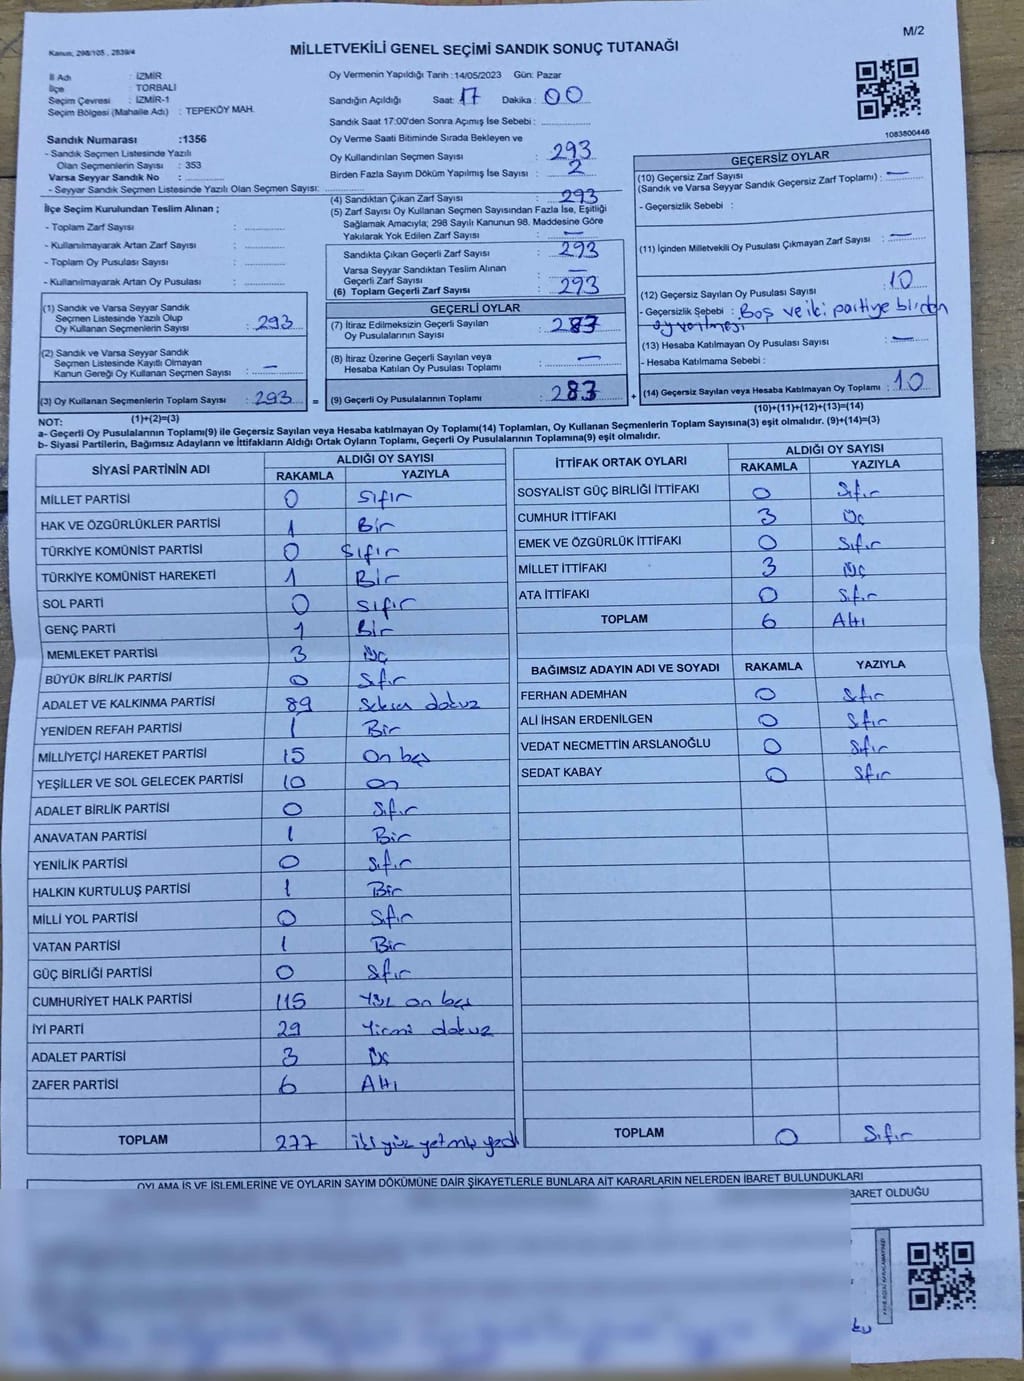 M/2
Kanun; 298/105 , 2839/4
MİLLETVEKİLİ GENEL SEÇİMİ SANDIK SONUÇ TUTANAĞI
İl Adı : İZMİR
İlçe : TORBALI
Seçim Çevresi : İZMİR-1
Seçim Bölgesi (Mahalle Adı) : TEPEKÖY MAH.
Oy Vermenin Yapıldığı Tarih :14/05/2023 Gün: Pazar
Sandığın Açıldığı Saat: 17 Dakika : 00
Sandık Saat 17:00'den Sonra Açımış İse Sebebi :
1083800446
Sandık Numarası :1356
- Sandık Seçmen Listesinde Yazılı
Olan Seçmenlerin Sayısı : 353
Varsa Seyyar Sandık No :
- Seyyar Sandık Seçmen Listesinde Yazılı Olan Seçmen Sayısı:
Oy Verme Saati Bitiminde Sırada Bekleyen ve
Oy Kullandırılan Seçmen Sayısı : 293
Birden Fazla Sayım Döküm Yapılmış İse Sayısı : 2
İlçe Seçim Kurulundan Teslim Alınan ;
- Toplam Zarf Sayısı :
- Kullanılmayarak Artan Zarf Sayısı :
- Toplam Oy Pusulası Sayısı :
- Kullanılmayarak Artan Oy Pusulası :
(4) Sandıktan Çıkan Zarf Sayısı : 293
(5) Zarf Sayısı Oy Kullanan Seçmen Sayısından Fazla İse, Eşitliği
Sağlamak Amacıyla; 298 Sayılı Kanunun 98. Maddesine Göre
Yakılarak Yok Edilen Zarf Sayısı : —
Sandıkta Çıkan Geçerli Zarf Sayısı : 293
Varsa Seyyar Sandıktan Teslim Alınan
Geçerli Zarf Sayısı : —
(6) Toplam Geçerli Zarf Sayısı : 293
GEÇERSİZ OYLAR
(10) Geçersiz Zarf Sayısı
(Sandık ve Varsa Seyyar Sandık Geçersiz Zarf Toplamı) : —
- Geçersizlik Sebebi :
(11) İçinden Milletvekili Oy Pusulası Çıkmayan Zarf Sayısı : —
(12) Geçersiz Sayılan Oy Pusulası Sayısı : 10
- Geçersizlik Şebebi : Boş ve iki partiye birden
oy verilmesi
(13) Hesaba Katılmayan Oy Pusulası Sayısı : —
- Hesaba Katılmama Sebebi :
(14) Geçersiz Sayılan veya Hesaba Katılmayan Oy Toplamı : 10
(10)+(11)+(12)+(13)=(14)
(1) Sandık ve Varsa Seyyar Sandık
Seçmen Listesinde Yazılı Olup
Oy Kullanan Seçmenlerin Sayısı : 293
(2) Sandık ve Varsa Seyyar Sandık
Seçmen Listesinde Kayıtlı Olmayan
Kanun Gereği Oy Kullanan Seçmen Sayısı : —
(3) Oy Kullanan Seçmenlerin Toplam Sayısı : 293 =
(1)+(2)=(3)
GEÇERLİ OYLAR
(7) İtiraz Edilmeksizin Geçerli Sayılan
Oy Pusulalarının Sayısı : 283
(8) İtiraz Üzerine Geçerli Sayılan veya
Hesaba Katılan Oy Pusulası Toplamı : —
(9) Geçerli Oy Pusulalarının Toplamı : 283 +
NOT:
a- Geçerli Oy Pusulalarının Toplamı(9) ile Geçersiz Sayılan veya Hesaba katılmayan Oy Toplamı(14) Toplamları, Oy Kullanan Seçmenlerin Toplam Sayısına(3) eşit olmalıdır. (9)+(14)=(3)
b- Siyasi Partilerin, Bağımsız Adayların ve İttifakların Aldığı Ortak Oyların Toplamı, Geçerli Oy Pusulalarının Toplamına(9) eşit olmalıdır.
SİYASİ PARTİNİN ADI ALDIĞI OY SAYISI
RAKAMLA YAZIYLA
MİLLET PARTİSİ 0 Sıfır
HAK VE ÖZGÜRLÜKLER PARTİSİ 1 Bir
TÜRKİYE KOMÜNİST PARTİSİ 0 Sıfır
TÜRKİYE KOMÜNİST HAREKETİ 1 Bir
SOL PARTİ 0 Sıfır
GENÇ PARTİ 1 Bir
MEMLEKET PARTİSİ 3 Üç
BÜYÜK BİRLİK PARTİSİ 0 Sıfır
ADALET VE KALKINMA PARTİSİ 89 Seksen dokuz
YENİDEN REFAH PARTİSİ 1 Bir
MİLLİYETÇİ HAREKET PARTİSİ 15 On beş
YEŞİLLER VE SOL GELECEK PARTİSİ 10 On
ADALET BİRLİK PARTİSİ 0 Sıfır
ANAVATAN PARTİSİ 1 Bir
YENİLİK PARTİSİ 0 Sıfır
HALKIN KURTULUŞ PARTİSİ 1 Bir
MİLLİ YOL PARTİSİ 0 Sıfır
VATAN PARTİSİ 1 Bir
GÜÇ BİRLİĞİ PARTİSİ 0 Sıfır
CUMHURİYET HALK PARTİSİ 115 Yüz on beş
İYİ PARTİ 29 Yirmi dokuz
ADALET PARTİSİ 3 Üç
ZAFER PARTİSİ 6 Altı
TOPLAM 277 İki yüz yetmiş yedi
İTTİFAK ORTAK OYLARI ALDIĞI OY SAYISI
RAKAMLA YAZIYLA
SOSYALİST GÜÇ BİRLİĞİ İTTİFAKI 0 Sıfır
CUMHUR İTTİFAKI 3 Üç
EMEK VE ÖZGÜRLÜK İTTİFAKI 0 Sıfır
MİLLET İTTİFAKI 3 Üç
ATA İTTİFAKI 0 Sıfır
TOPLAM 6 Altı
BAĞIMSIZ ADAYIN ADI VE SOYADI RAKAMLA YAZIYLA
FERHAN ADEMHAN 0 Sıfır
ALİ İHSAN ERDENİLGEN 0 Sıfır
VEDAT NECMETTİN ARSLANOĞLU 0 Sıfır
SEDAT KABAY 0 Sıfır
TOPLAM 0 Sıfır
OYLAMA İŞ VE İŞLEMLERİNE VE OYLARIN SAYIM DÖKÜMÜNE DAİR ŞİKAYETLERLE BUNLARA AİT KARARLARIN NELERDEN İBARET BULUNDUKLARI
BARET OLDUĞU